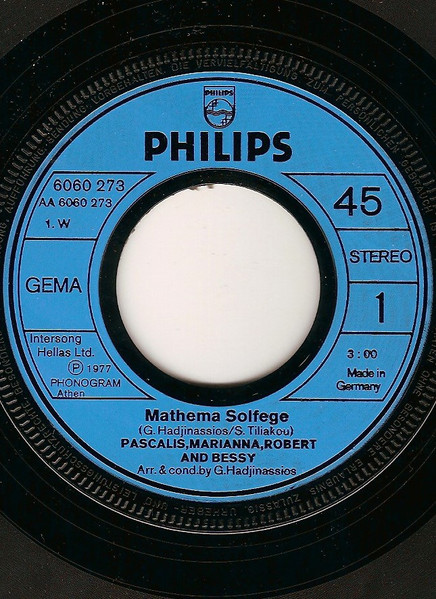 PHILIPS
PHILIPS
6060 273
AA 6060 273
1. W
45
STEREO
GEMA
1
Intersong
Hellas Ltd.
Ⓟ 1977
PHONOGRAM
Athen
3:00
Made in
Germany
Mathema Solfege
(G. Hadjinassios/S. Tiliakou)
PASCALIS, MARIANNA, ROBERT
AND BESSY
Arr. & cond. by G. Hadjinassios